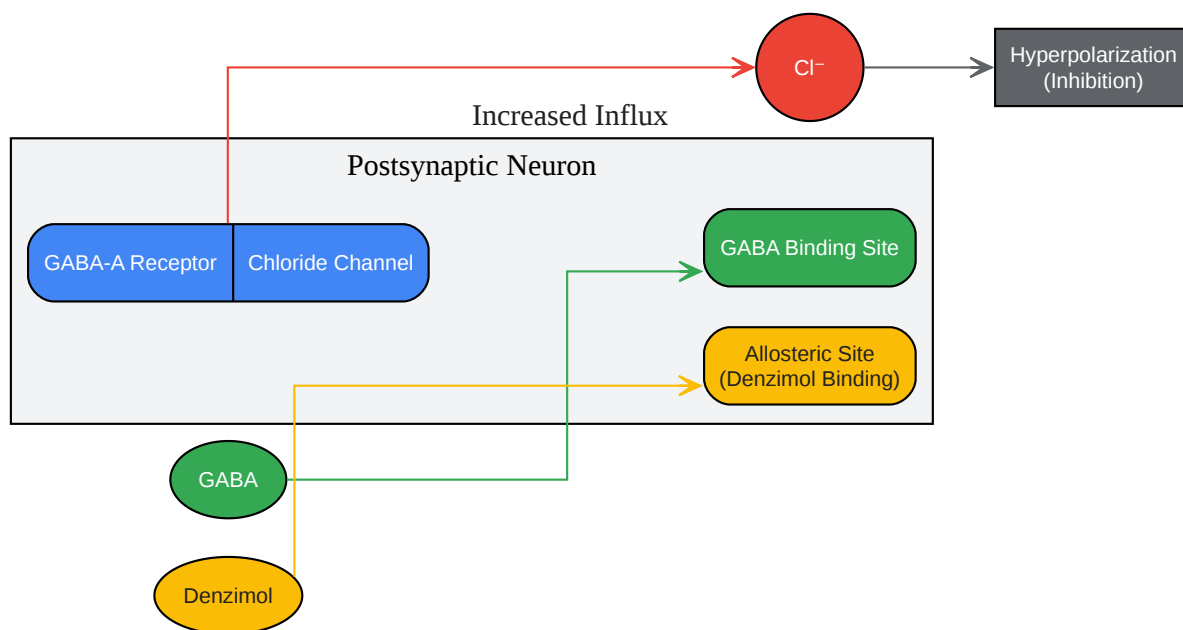 Cl⁻
Hyperpolarization
(Inhibition)
Increased Influx
Postsynaptic Neuron
GABA-A Receptor
Chloride Channel
GABA Binding Site
Allosteric Site
(Denzimol Binding)
GABA
Denzimol